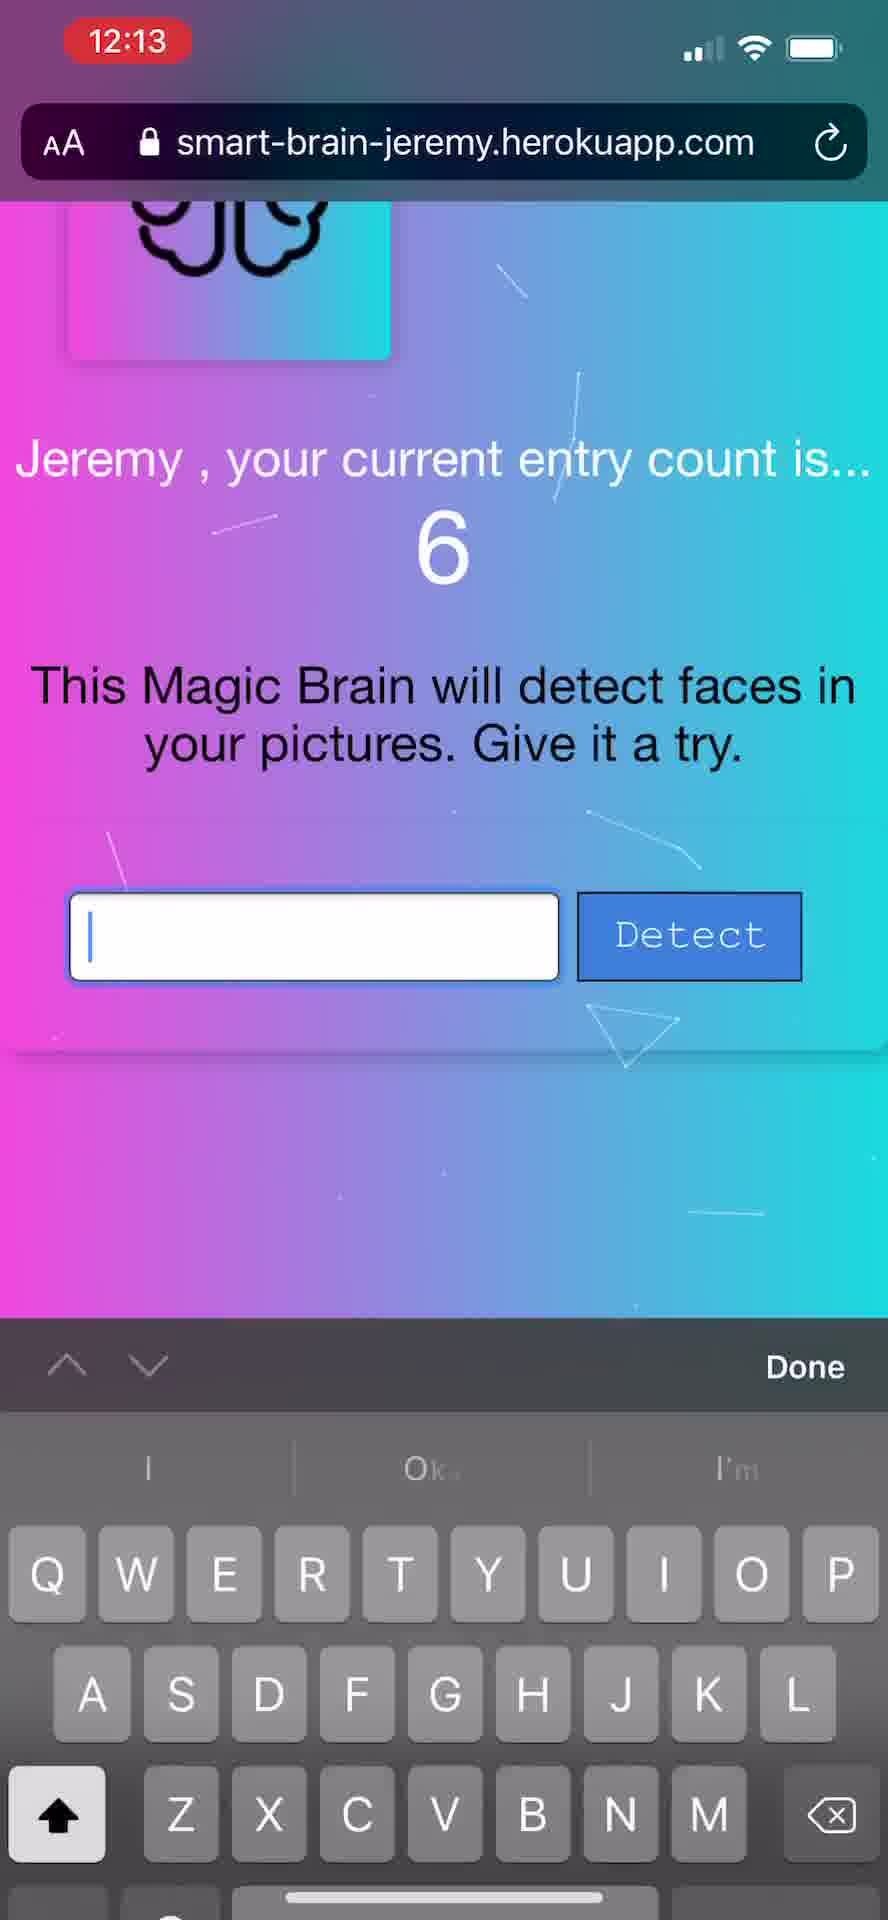 12:13
AA smart-brain-jeremy.herokuapp.com
Jeremy , your current entry count is...
6
This Magic Brain will detect faces in
your pictures. Give it a try.
Detect
Done
I Ok I'm
Q W E R T Y U I O P
A S D F G H J K L
Z X C V B N M